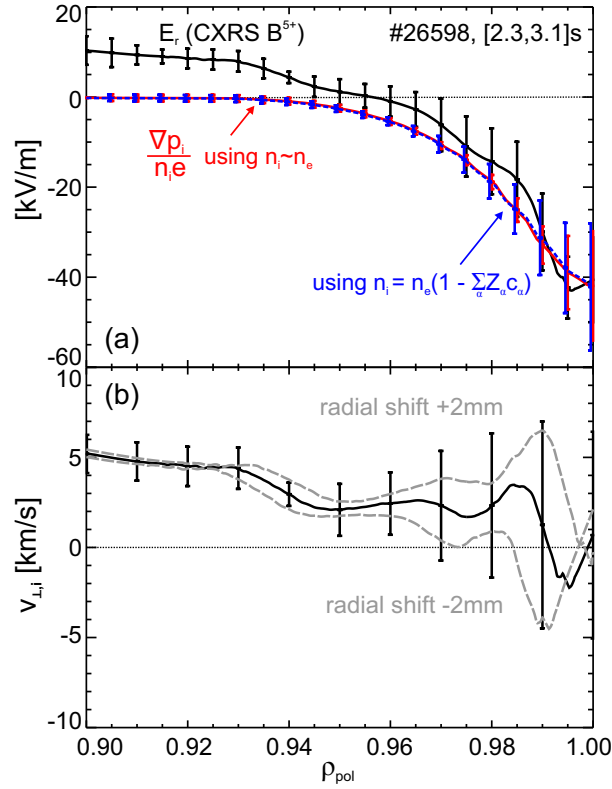 E_r (CXRS B^5+) #26598, [2.3,3.1]s
10
0
-20
-40
-60
[kV/m]
∇p_i
n_i e
using n_i~n_e
using n_i = n_e(1 - Σ_α Z_α c_α)
(a)
(b)
radial shift +2mm
radial shift -2mm
10
5
0
-5
-10
v_⊥,i [km/s]
0.90 0.92 0.94 0.96 0.98 1.00
ρ_pol